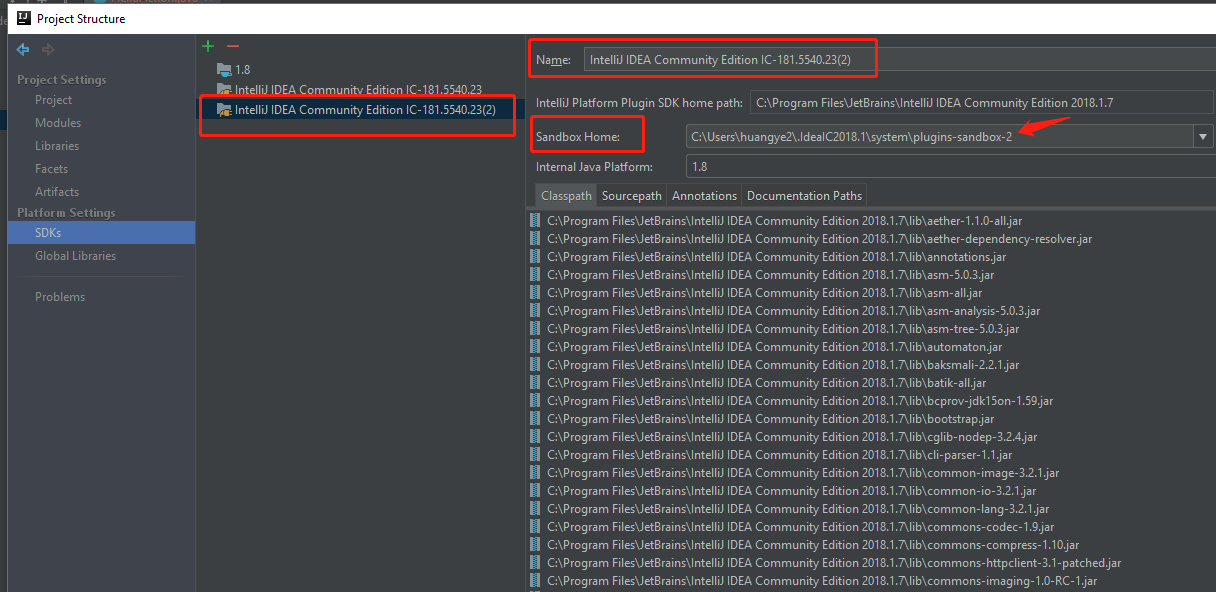 Project Structure
Project Settings
Project
Modules
Libraries
Facets
Artifacts
Platform Settings
SDKs
Global Libraries
Problems
1.8
IntelliJ IDEA Community Edition IC-181.5540.23
IntelliJ IDEA Community Edition IC-181.5540.23(2)
Name: IntelliJ IDEA Community Edition IC-181.5540.23(2)
IntelliJ Platform Plugin SDK home path: C:\Program Files\JetBrains\IntelliJ IDEA Community Edition 2018.1.7
Sandbox Home: C:\Users\huangye2\.IdeaIC2018.1\system\plugins-sandbox-2
Internal Java Platform: 1.8
Classpath Sourcepath Annotations Documentation Paths
C:\Program Files\JetBrains\IntelliJ IDEA Community Edition 2018.1.7\lib\aether-1.1.0-all.jar
C:\Program Files\JetBrains\IntelliJ IDEA Community Edition 2018.1.7\lib\aether-dependency-resolver.jar
C:\Program Files\JetBrains\IntelliJ IDEA Community Edition 2018.1.7\lib\annotations.jar
C:\Program Files\JetBrains\IntelliJ IDEA Community Edition 2018.1.7\lib\asm-5.0.3.jar
C:\Program Files\JetBrains\IntelliJ IDEA Community Edition 2018.1.7\lib\asm-all.jar
C:\Program Files\JetBrains\IntelliJ IDEA Community Edition 2018.1.7\lib\asm-analysis-5.0.3.jar
C:\Program Files\JetBrains\IntelliJ IDEA Community Edition 2018.1.7\lib\asm-tree-5.0.3.jar
C:\Program Files\JetBrains\IntelliJ IDEA Community Edition 2018.1.7\lib\automaton.jar
C:\Program Files\JetBrains\IntelliJ IDEA Community Edition 2018.1.7\lib\baksmali-2.2.1.jar
C:\Program Files\JetBrains\IntelliJ IDEA Community Edition 2018.1.7\lib\batik-all.jar
C:\Program Files\JetBrains\IntelliJ IDEA Community Edition 2018.1.7\lib\bcprov-jdk15on-1.59.jar
C:\Program Files\JetBrains\IntelliJ IDEA Community Edition 2018.1.7\lib\bootstrap.jar
C:\Program Files\JetBrains\IntelliJ IDEA Community Edition 2018.1.7\lib\cglib-nodep-3.2.4.jar
C:\Program Files\JetBrains\IntelliJ IDEA Community Edition 2018.1.7\lib\cli-parser-1.1.jar
C:\Program Files\JetBrains\IntelliJ IDEA Community Edition 2018.1.7\lib\common-image-3.2.1.jar
C:\Program Files\JetBrains\IntelliJ IDEA Community Edition 2018.1.7\lib\common-io-3.2.1.jar
C:\Program Files\JetBrains\IntelliJ IDEA Community Edition 2018.1.7\lib\common-lang-3.2.1.jar
C:\Program Files\JetBrains\IntelliJ IDEA Community Edition 2018.1.7\lib\commons-codec-1.9.jar
C:\Program Files\JetBrains\IntelliJ IDEA Community Edition 2018.1.7\lib\commons-compress-1.10.jar
C:\Program Files\JetBrains\IntelliJ IDEA Community Edition 2018.1.7\lib\commons-httpclient-3.1-patched.jar
C:\Program Files\JetBrains\IntelliJ IDEA Community Edition 2018.1.7\lib\commons-imaging-1.0-RC-1.jar